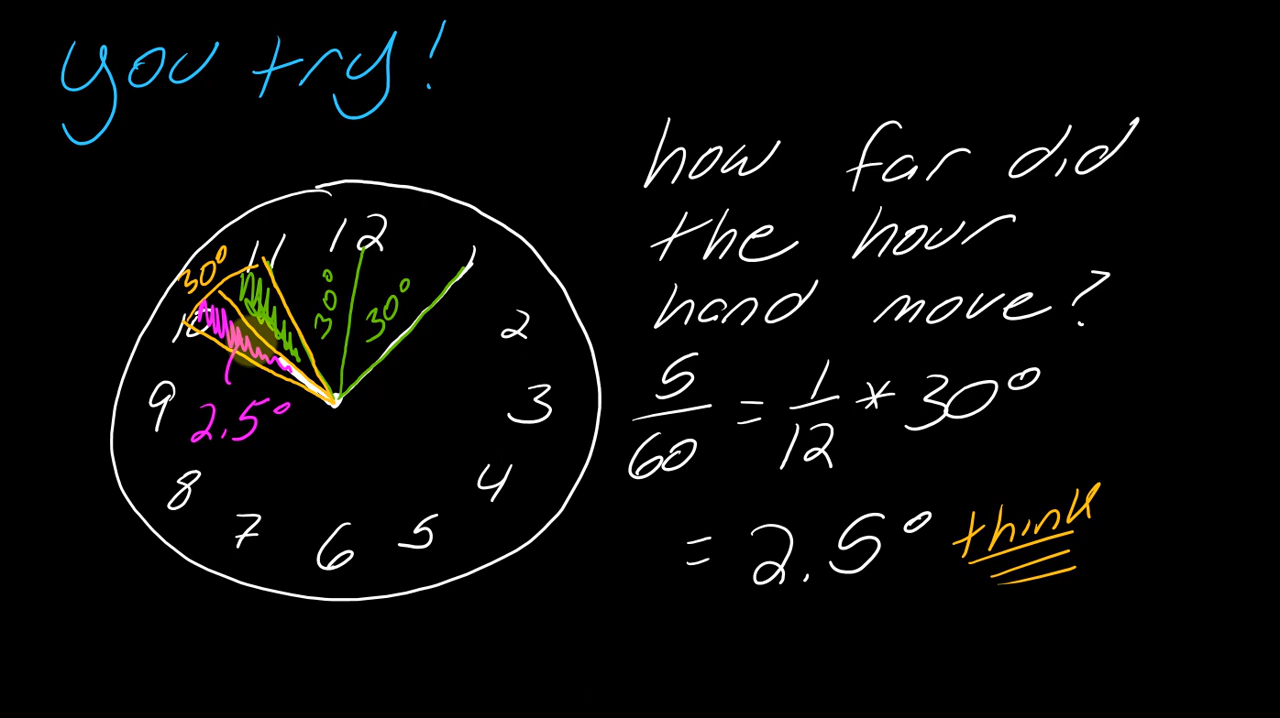 you try!
how far did
the hour
hand move?
5/60 = 1/12 * 30°
= 2.5° think
12
11
1
30°
30°
30°
10
2
9
3
2.5°
8
4
7
6
5